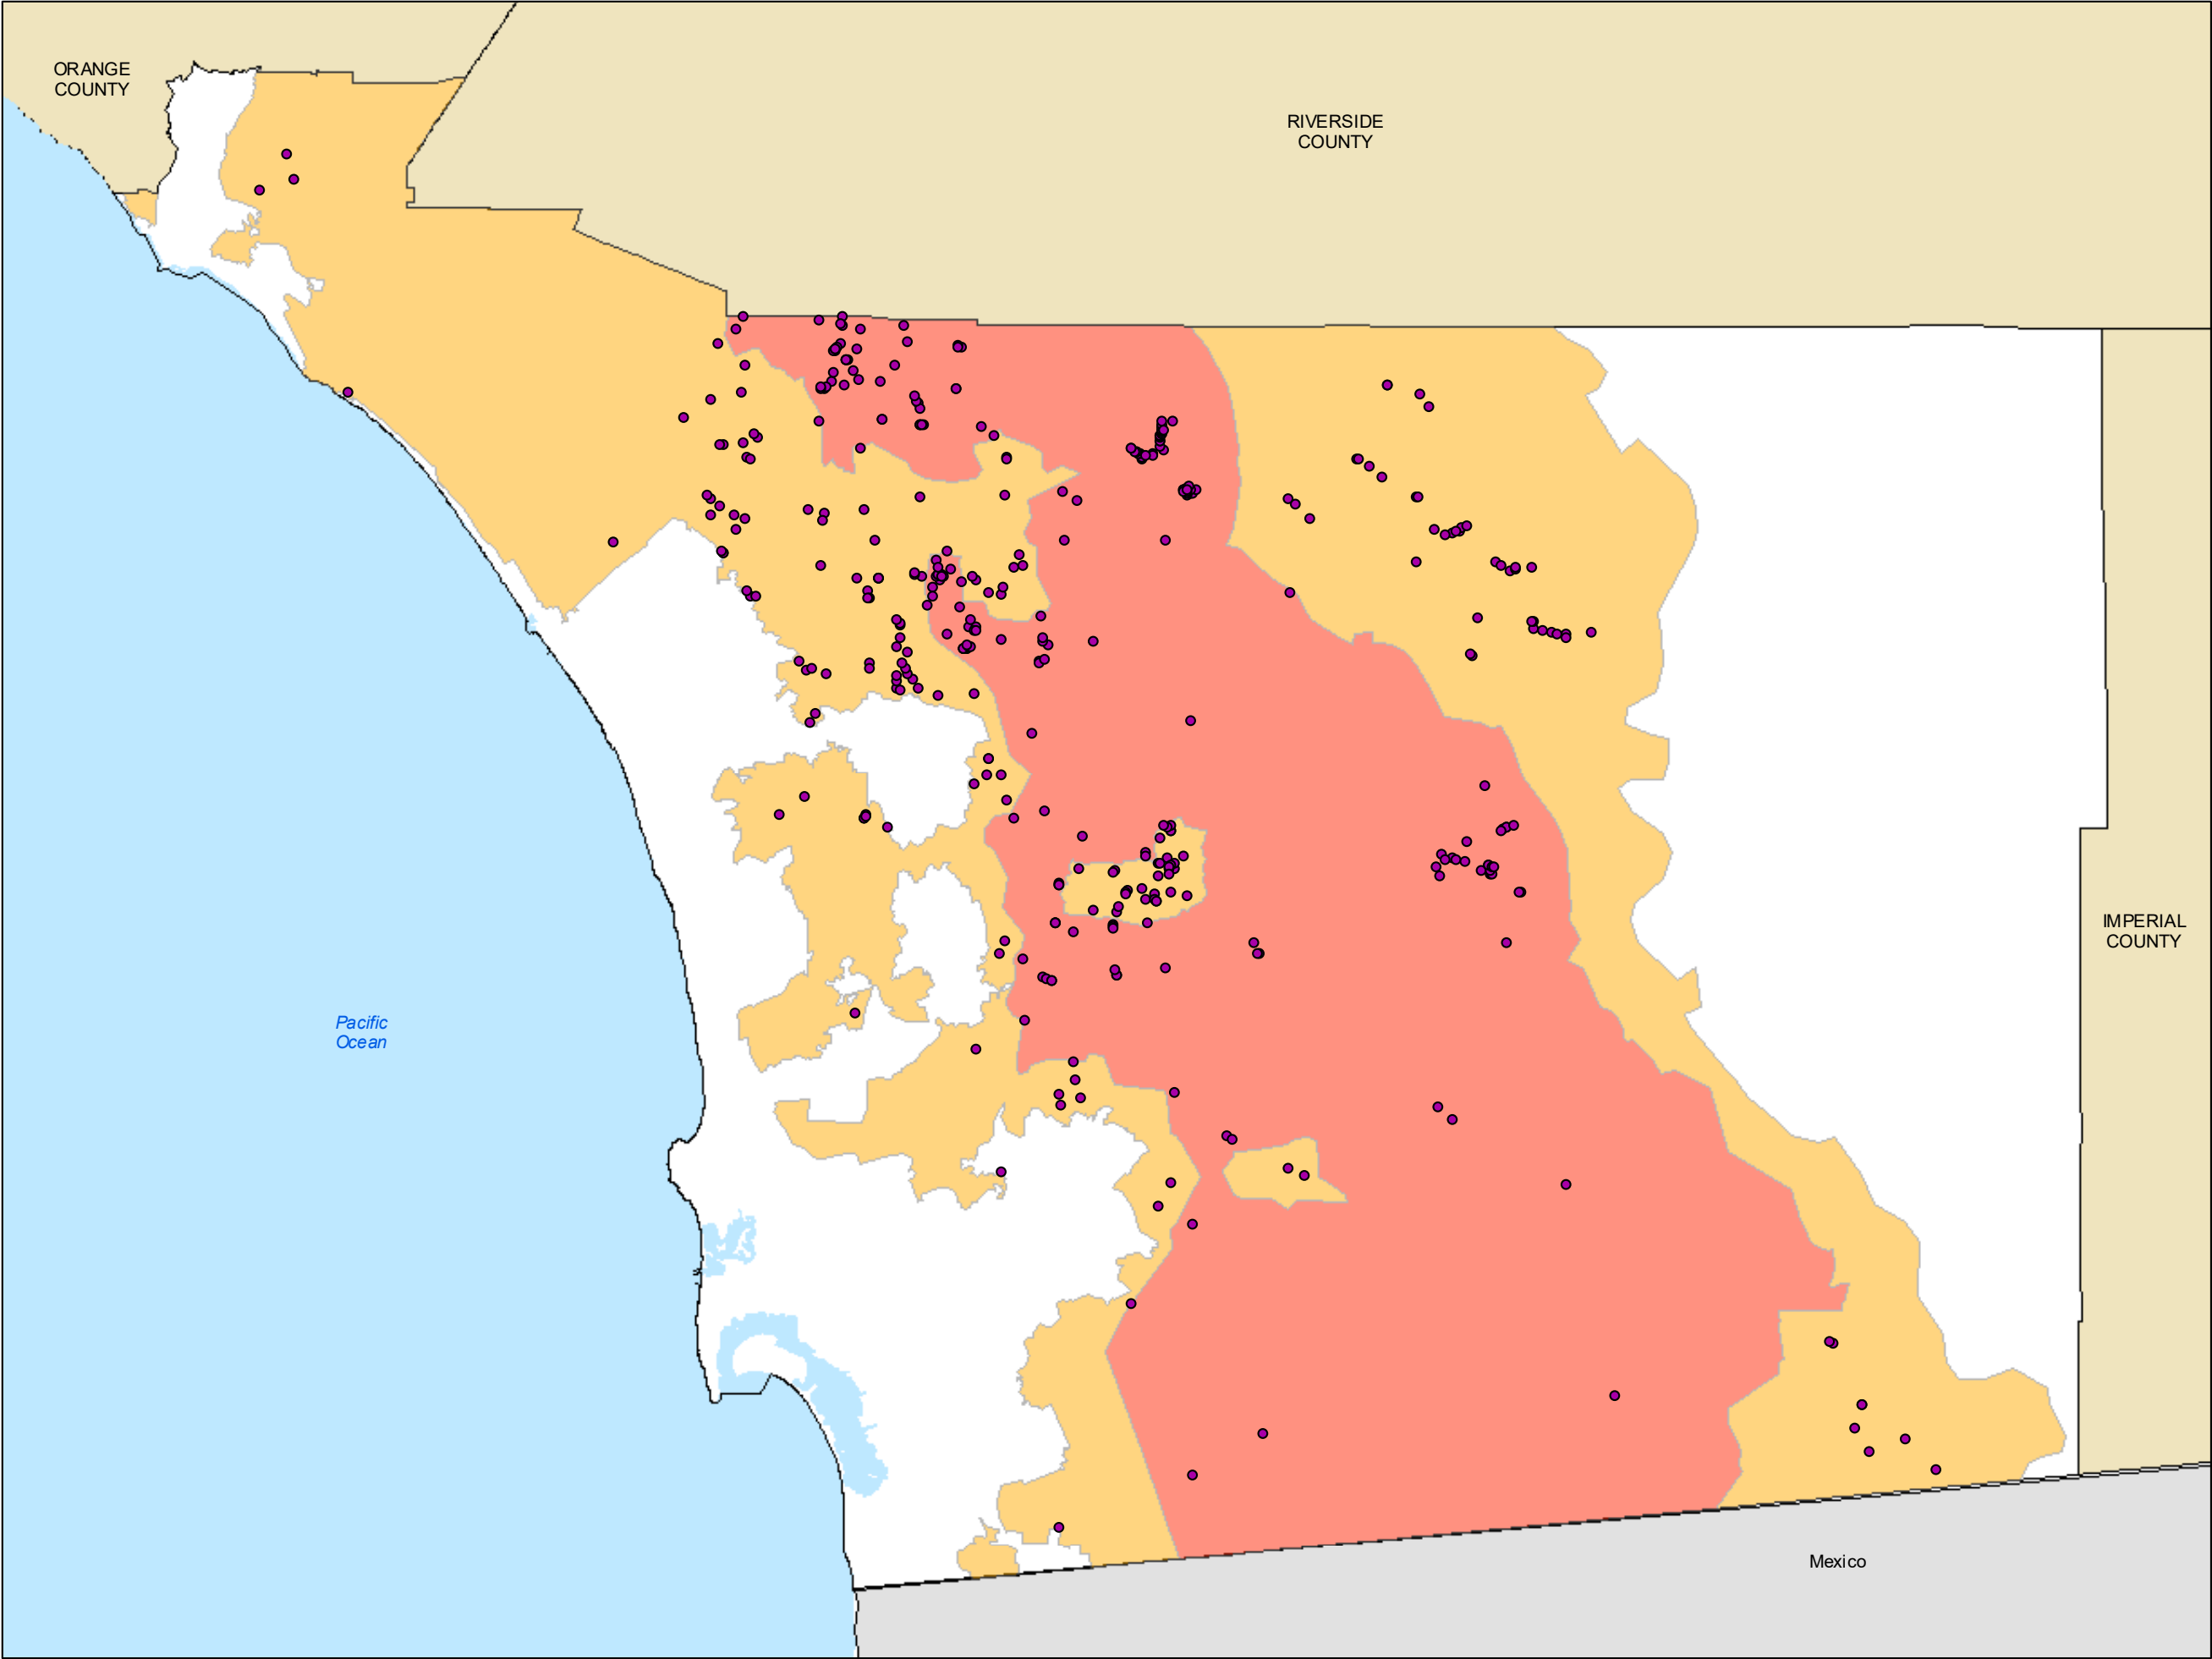 ORANGE
COUNTY
RIVERSIDE
COUNTY
IMPERIAL
COUNTY
Pacific
Ocean
Mexico